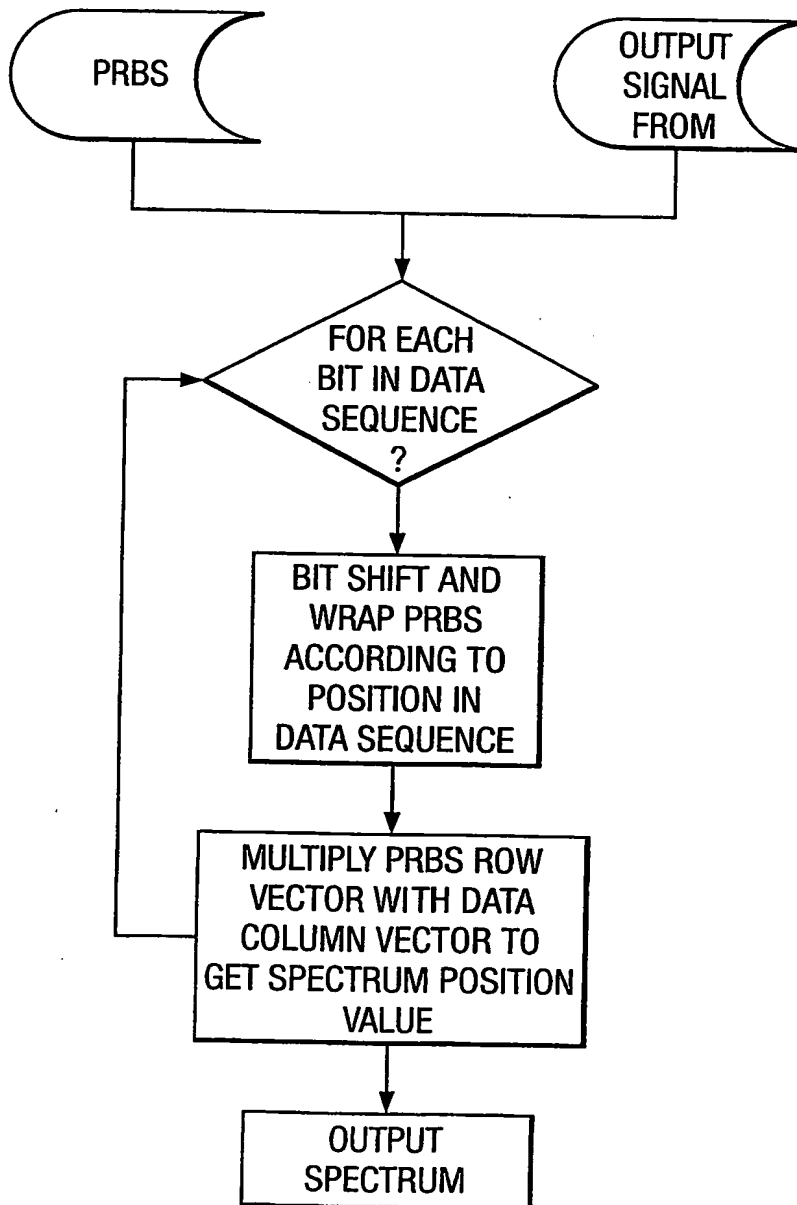 PRBS
OUTPUT
SIGNAL
FROM
FOR EACH
BIT IN DATA
SEQUENCE
?
BIT SHIFT AND
WRAP PRBS
ACCORDING TO
POSITION IN
DATA SEQUENCE
MULTIPLY PRBS ROW
VECTOR WITH DATA
COLUMN VECTOR TO
GET SPECTRUM POSITION
VALUE
OUTPUT
SPECTRUM